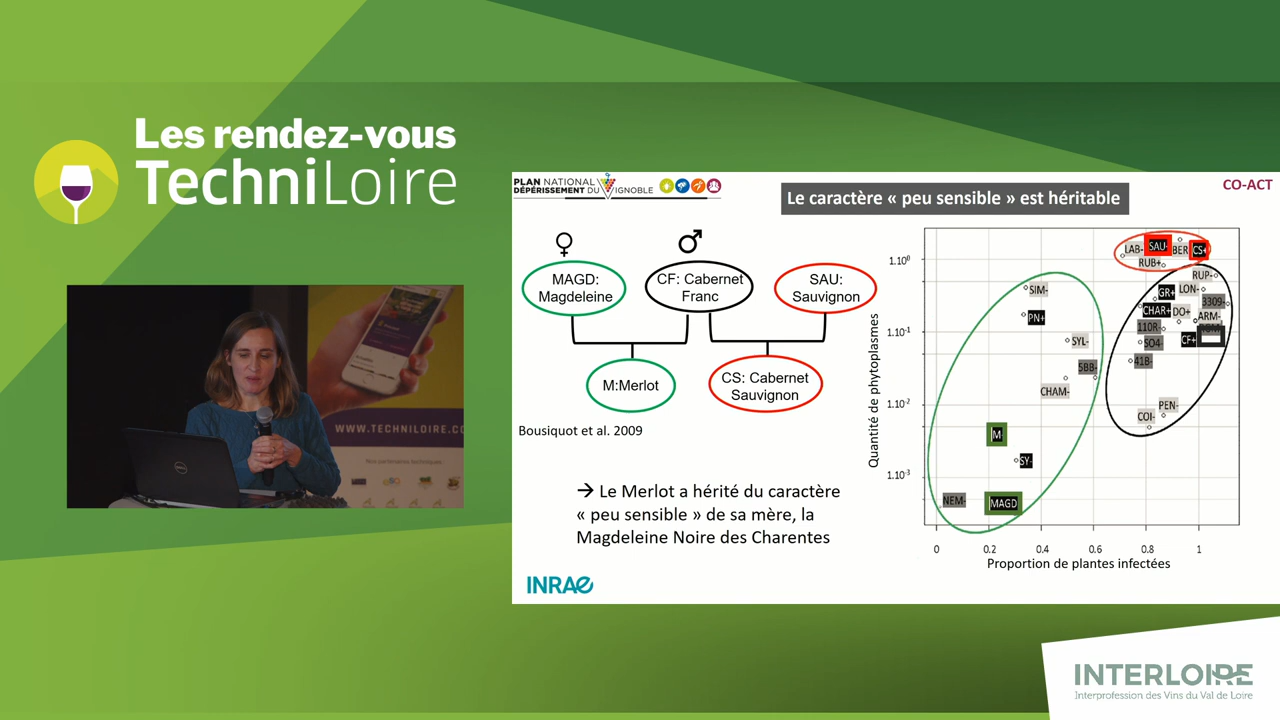 Les rendez-vous
TechniLoire
WWW.TECHNILOIRE.CO
Nos partenaires techniques :
DELL
PLAN NATIONAL
DÉPÉRISSEMENT DU VIGNOBLE
Le caractère « peu sensible » est héritable
CO-ACT
♀
♂
MAGD:
Magdeleine
CF: Cabernet
Franc
SAU:
Sauvignon
M:Merlot
CS: Cabernet
Sauvignon
Bousiquot et al. 2009
→ Le Merlot a hérité du caractère
« peu sensible » de sa mère, la
Magdeleine Noire des Charentes
INRAE
Quantité de phytoplasmes
1.10⁰
1.10⁻¹
1.10⁻²
1.10⁻³
LAB-
SAU-
BER
CS+
RUB+
RUP-
SIM-
GR+
LON-
3309-
PN+
CHAR+
DO+
ARM-
110R-
SYL-
SO4-
CF+
5BB-
41B-
CHAM-
PEN-
COI-
M-
SY-
NEM-
MAGD
0
0.2
0.4
0.6
0.8
1
Proportion de plantes infectées
INTERLOIRE
Interprofession des Vins du Val de Loire